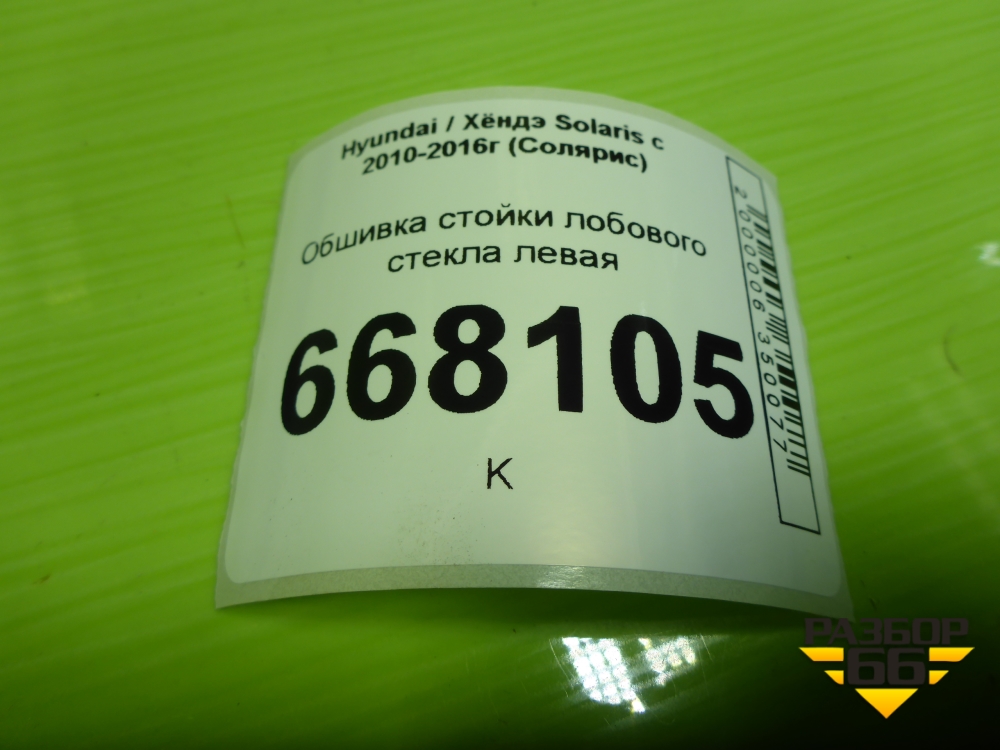 Hyundai / Хёндэ Solaris с
2010-2016г (Солярис)
Обшивка стойки лобового
стекла левая
668105
К
2000006350077
РАЗБОР
66